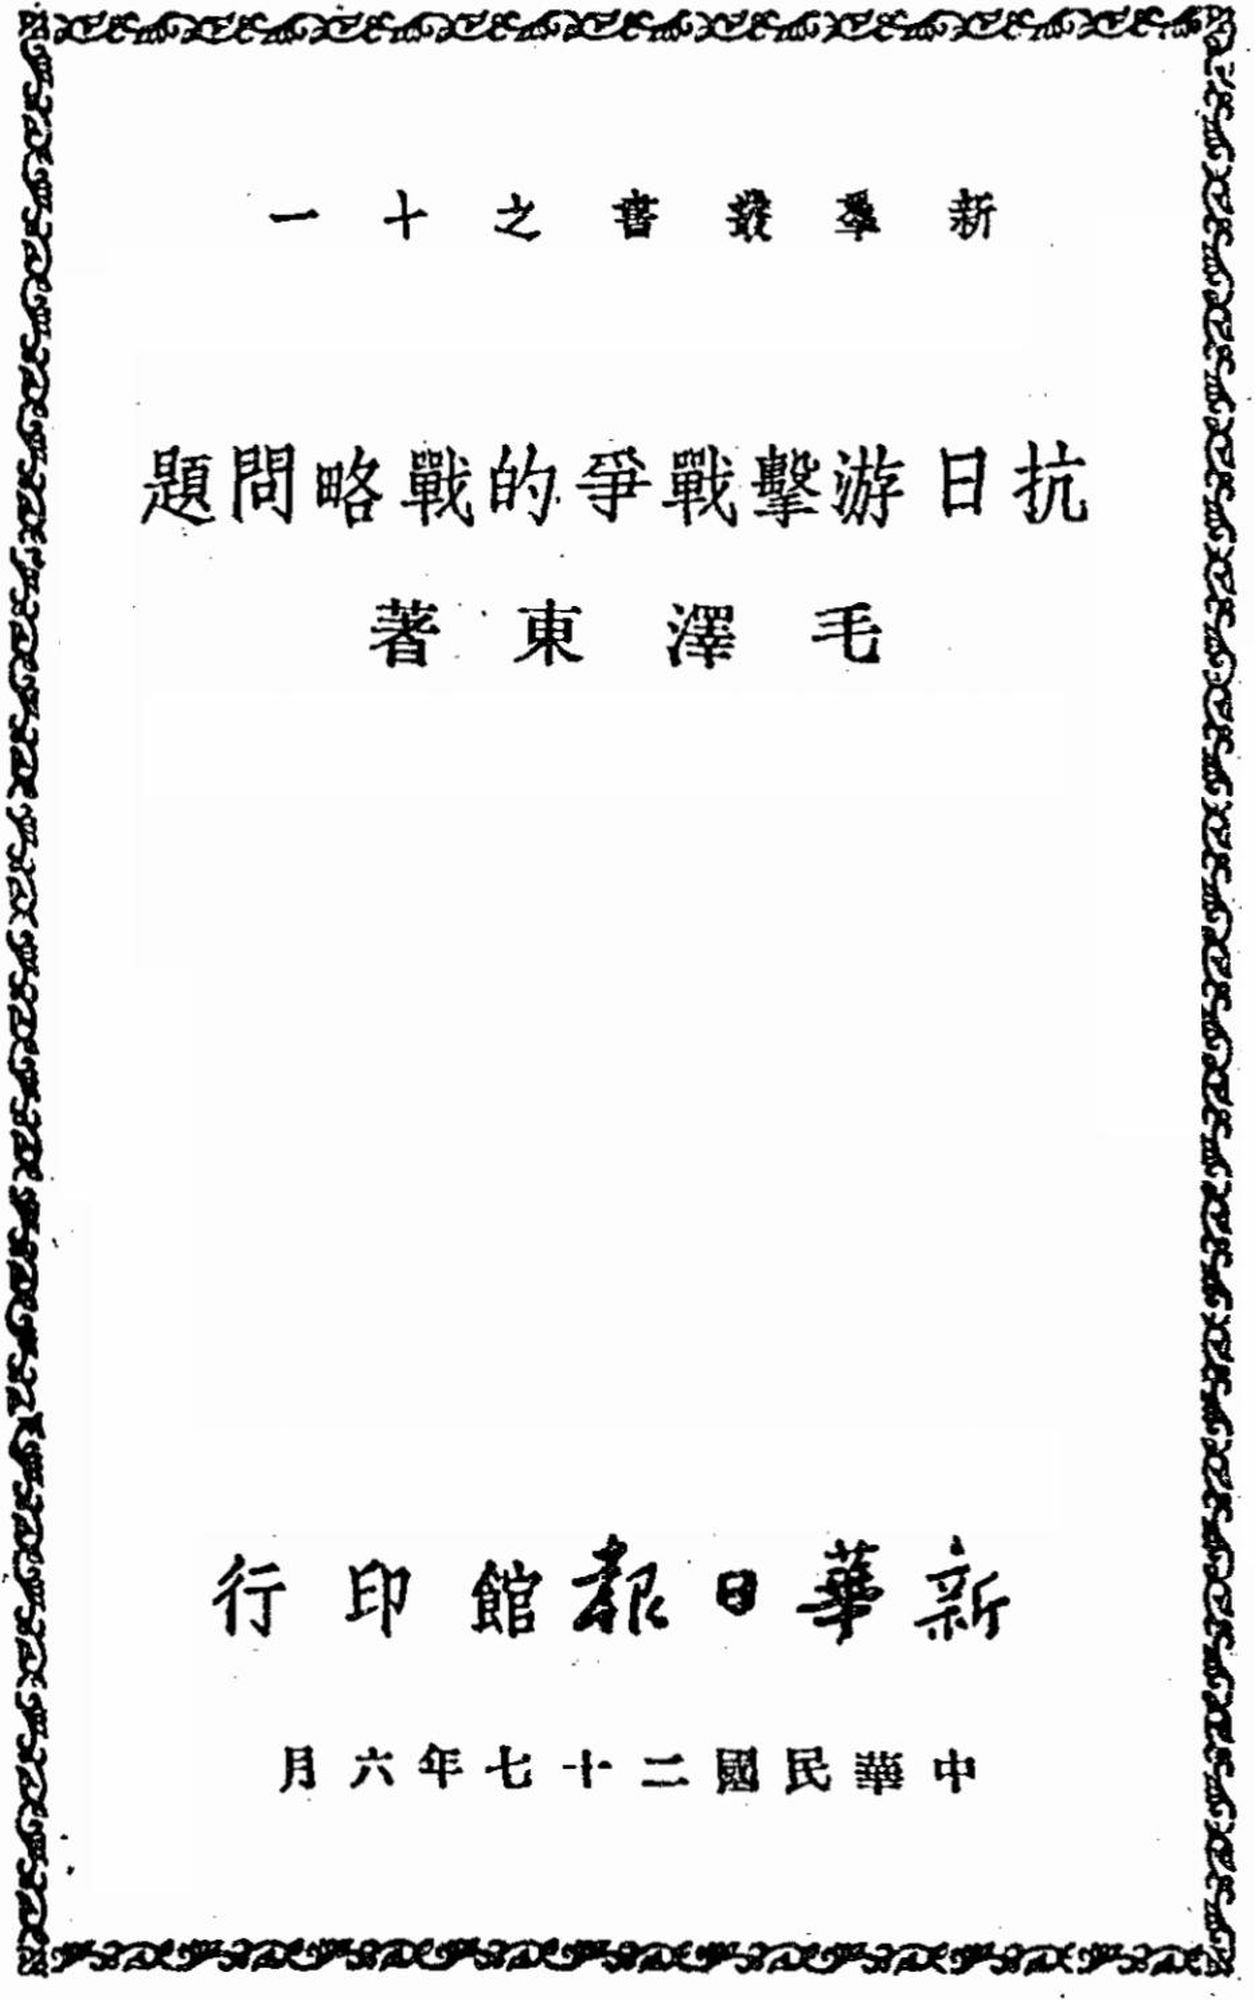 新羣叢書之十一
抗日游擊戰爭的戰略問題
毛澤東著
新華日報館印行
中華民國二十七年六月